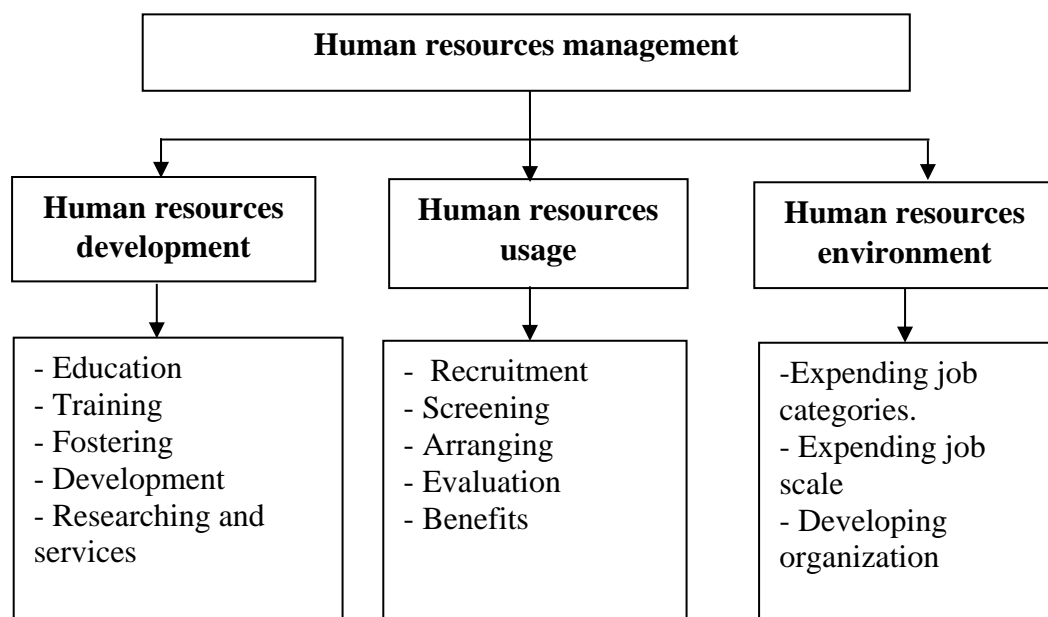 Human resources management
Human resources
development
Human resources
usage
Human resources
environment
- Education
- Training
- Fostering
- Development
- Researching and
services
- Recruitment
- Screening
- Arranging
- Evaluation
- Benefits
-Expending job
categories.
- Expending job
scale
- Developing
organization